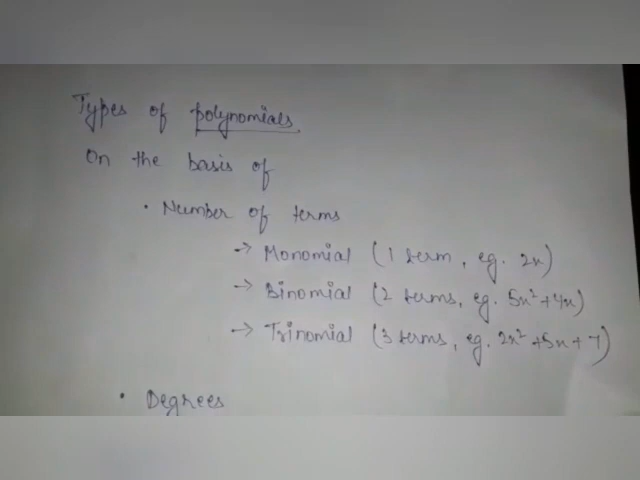 Types of polynomials
On the basis of
• Number of terms
→ Monomial (1 term, eg. 2x)
→ Binomial (2 terms, eg. 5x²+4x)
→ Trinomial (3 terms, eg. 2x²+5x+7)
• Degrees